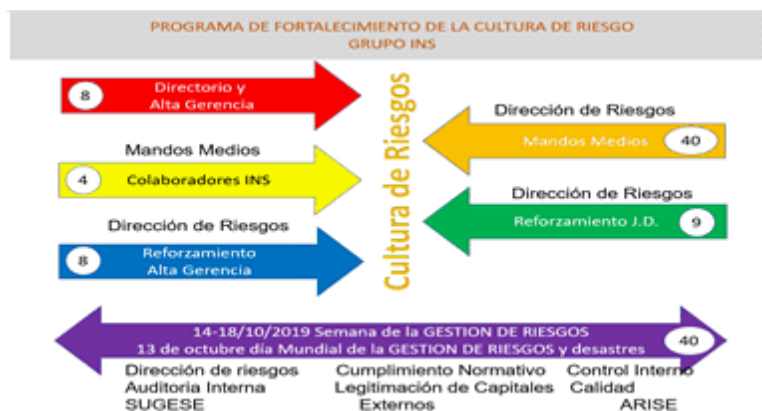 PROGRAMA DE FORTALECIMIENTO DE LA CULTURA DE RIESGO
GRUPO INS
8
Directorio y
Alta Gerencia
Mandos Medios
4
Colaboradores INS
Dirección de Riesgos
8
Reforzamiento
Alta Gerencia
Cultura de Riesgos
Dirección de Riesgos
Mandos Medios
40
Dirección de Riesgos
Reforzamiento J.D.
9
14-18/10/2019 Semana de la GESTION DE RIESGOS
13 de octubre día Mundial de la GESTION DE RIESGOS y desastres
40
Dirección de riesgos Cumplimiento Normativo Control Interno
Auditoria Interna Legitimación de Capitales Calidad
SUGESE Externos ARISE